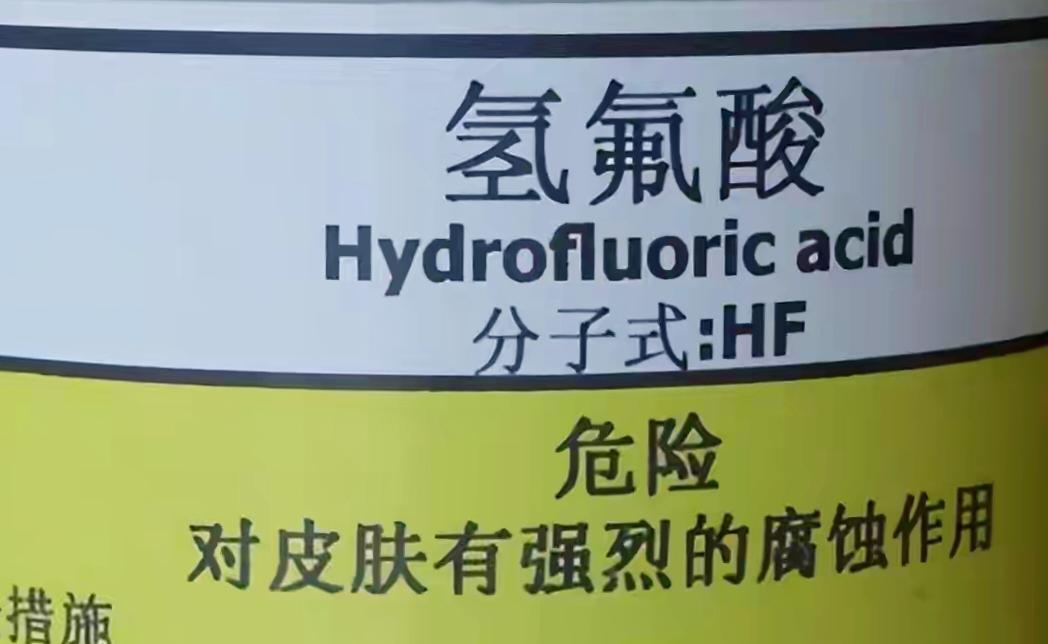 氢氟酸
Hydrofluoric acid
分子式:HF
危险
对皮肤有强烈的腐蚀作用
措施